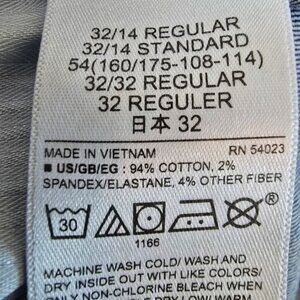 32/14 REGULAR
32/14 STANDARD
54(160/175-108-114)
32/32 REGULAR
32 REGULER
日本 32
MADE IN VIETNAM RN 54023
■ US/GB/EG : 94% COTTON, 2%
SPANDEX/ELASTANE, 4% OTHER FIBER
30 ®
1166
MACHINE WASH COLD/ WASH AND
DRY INSIDE OUT WITH LIKE COLORS/
ONLY NON-CHLORINE BLEACH WHEN